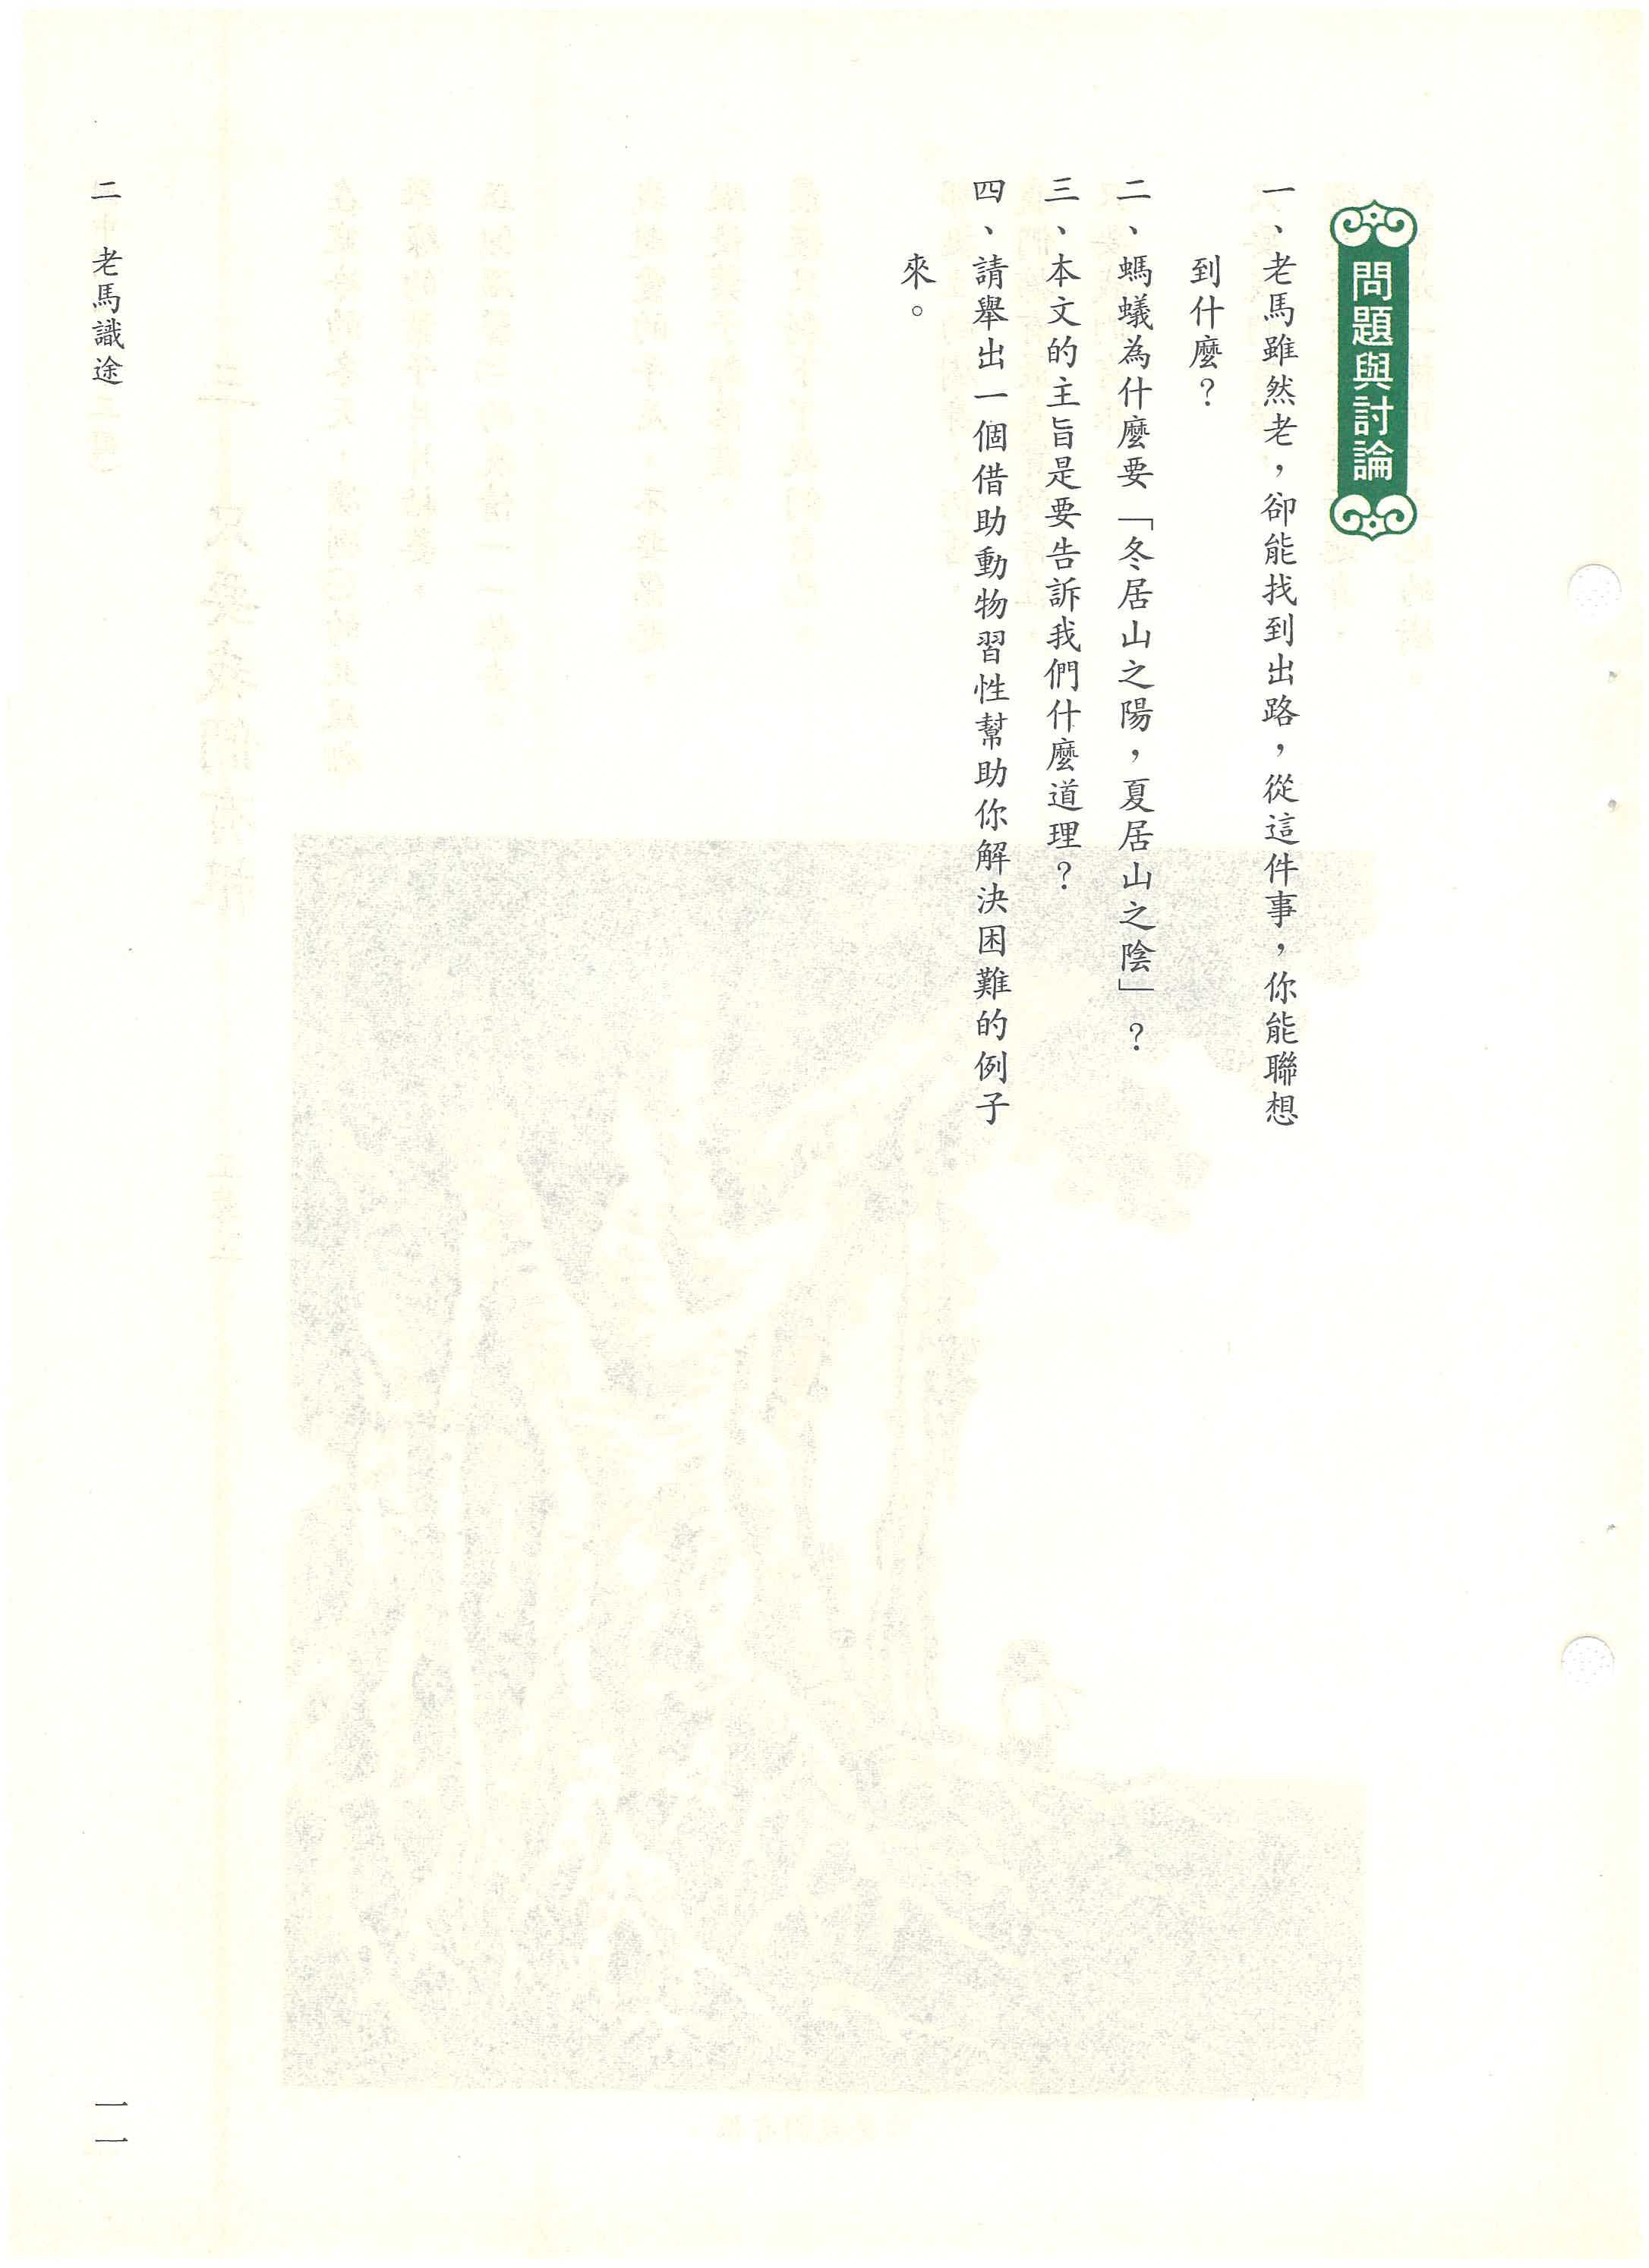 問題與討論
一、老馬雖然老，卻能找到出路，從這件事，你能聯想
到什麼？
二、螞蟻為什麼要「冬居山之陽，夏居山之陰」？
三、本文的主旨是要告訴我們什麼道理？
四、請舉出一個借助動物習性幫助你解決困難的例子
來。
二　老馬識途
一一